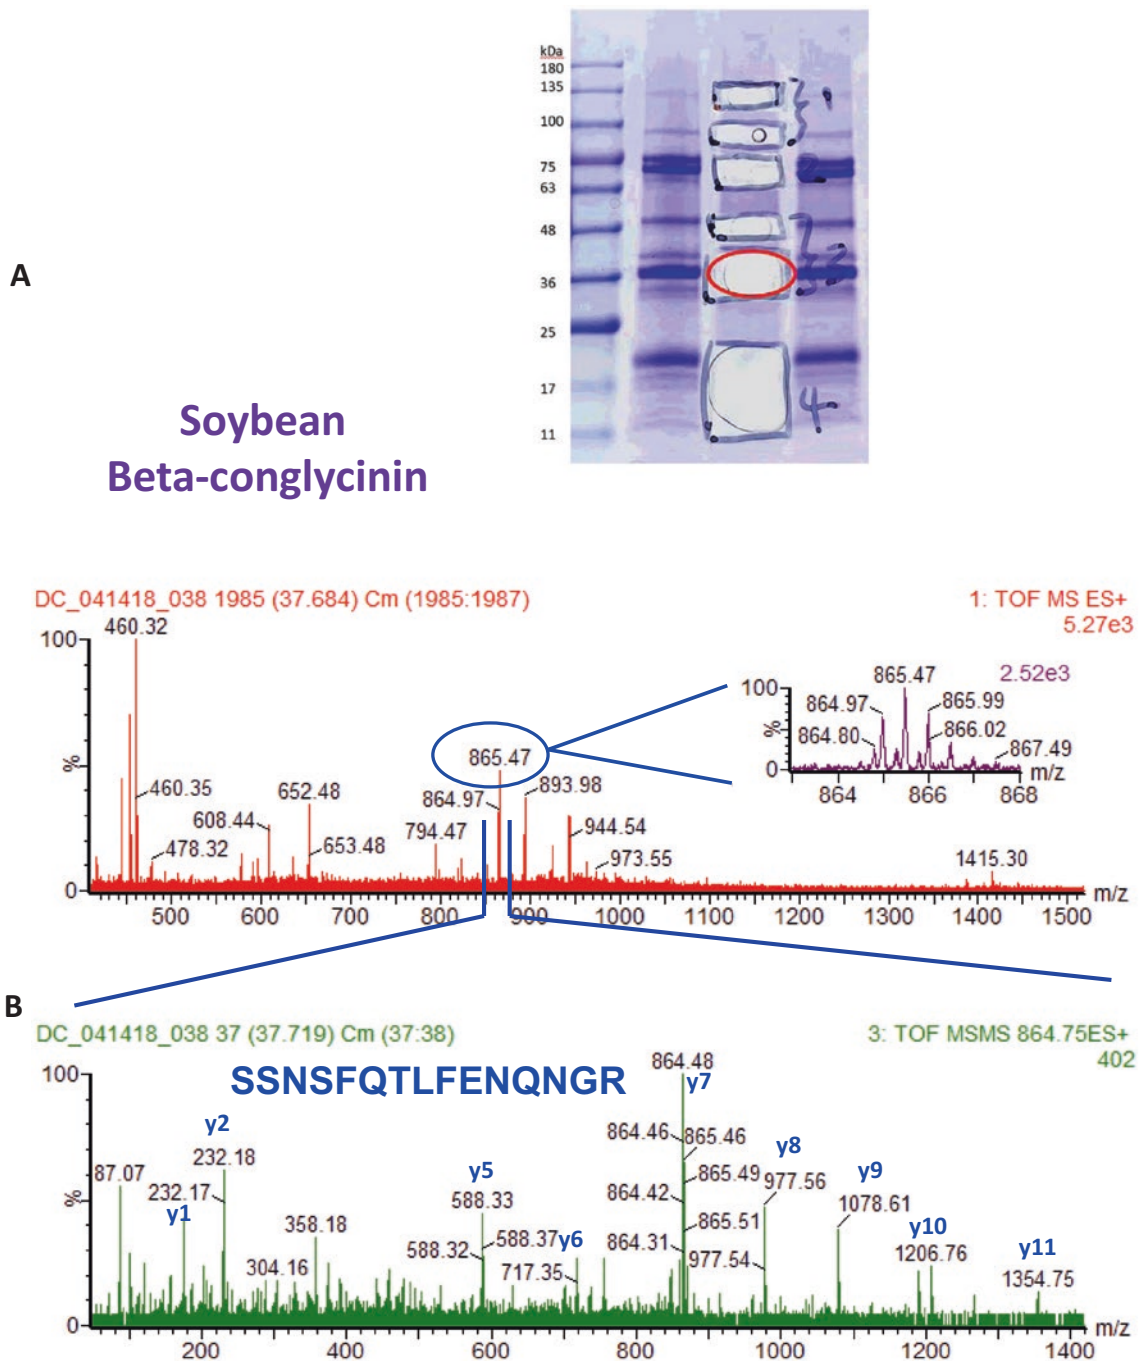 kDa
180
135
100
75
63
48
36
25
17
11
1
2
3
4
A
Soybean
Beta-conglycinin
DC_041418_038 1985 (37.684) Cm (1985:1987)
1: TOF MS ES+
5.27e3
100
%
0
460.32
460.35
478.32
608.44
652.48
653.48
794.47
864.97
865.47
893.98
944.54
973.55
1415.30
500 600 700 800 900 1000 1100 1200 1300 1400 1500
m/z
2.52e3
100
%
0
864.80
864.97
865.47
865.99
866.02
867.49
864 866 868
m/z
B
DC_041418_038 37 (37.719) Cm (37:38)
3: TOF MSMS 864.75ES+
402
SSNSFQTLFENQNGR
100
%
0
87.07
y1
y2
232.18
232.17
304.16
358.18
y5
588.33
588.32
588.37
y6
717.35
864.48
y7
864.46
865.46
865.49
864.42
865.51
864.31
y8
977.56
977.54
y9
1078.61
y10
1206.76
y11
1354.75
200 400 600 800 1000 1200 1400
m/z